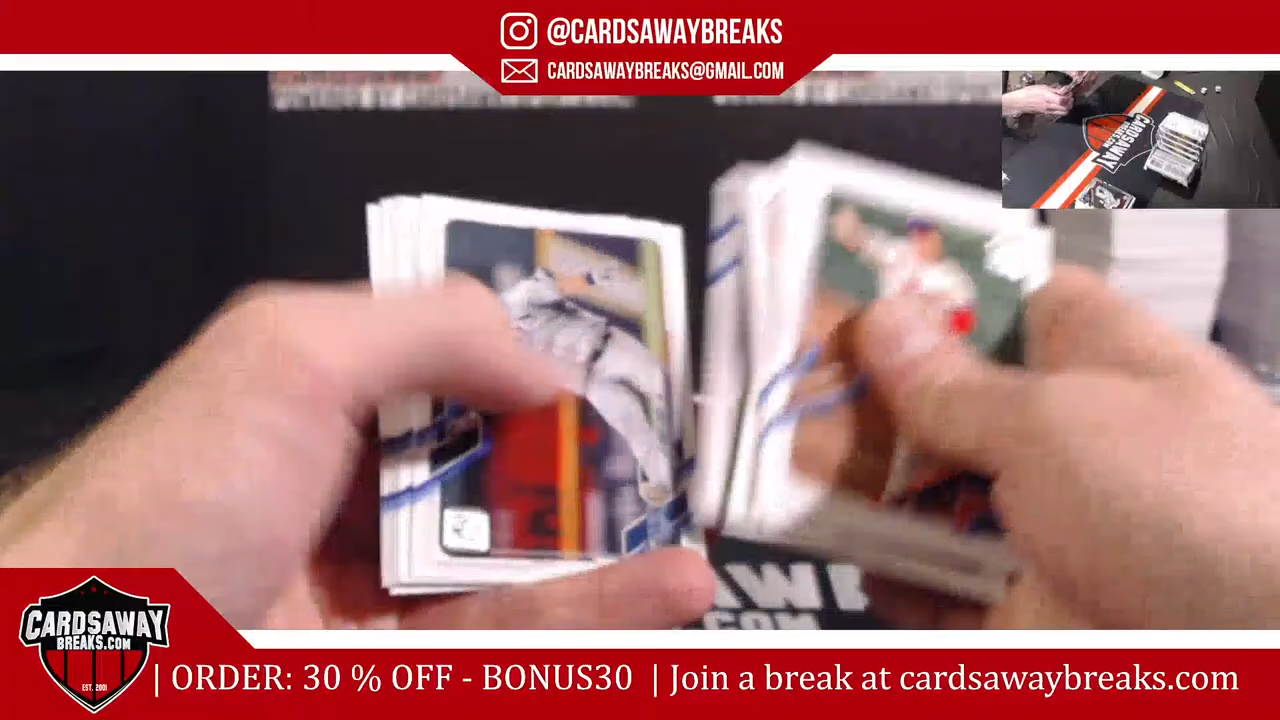 @CARDSAWAYBREAKS
CARDSAWAYBREAKS@GMAIL.COM
CARDSAWAY
BREAKS.COM
EST. 2001
| ORDER: 30 % OFF - BONUS30 | Join a break at cardsawaybreaks.com